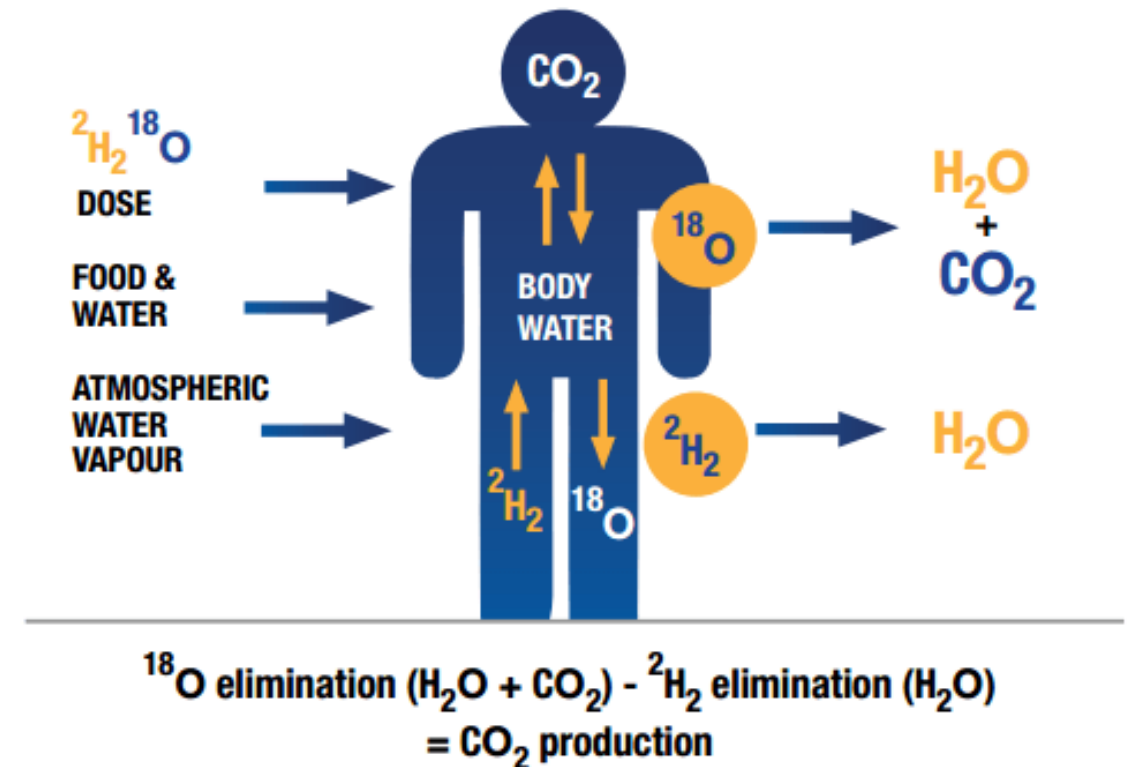 CO₂
²H₂¹⁸O
DOSE
FOOD &
WATER
ATMOSPHERIC
WATER
VAPOUR
BODY
WATER
²H₂
¹⁸O
¹⁸O
²H₂
H₂O
+
CO₂
H₂O
¹⁸O elimination (H₂O + CO₂) - ²H₂ elimination (H₂O)
= CO₂ production